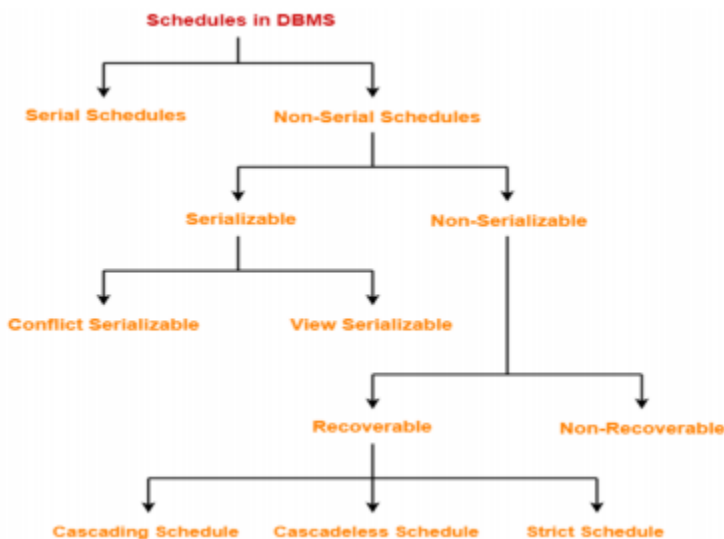 Schedules in DBMS
Serial Schedules
Non-Serial Schedules
Serializable
Non-Serializable
Conflict Serializable
View Serializable
Recoverable
Non-Recoverable
Cascading Schedule
Cascadeless Schedule
Strict Schedule